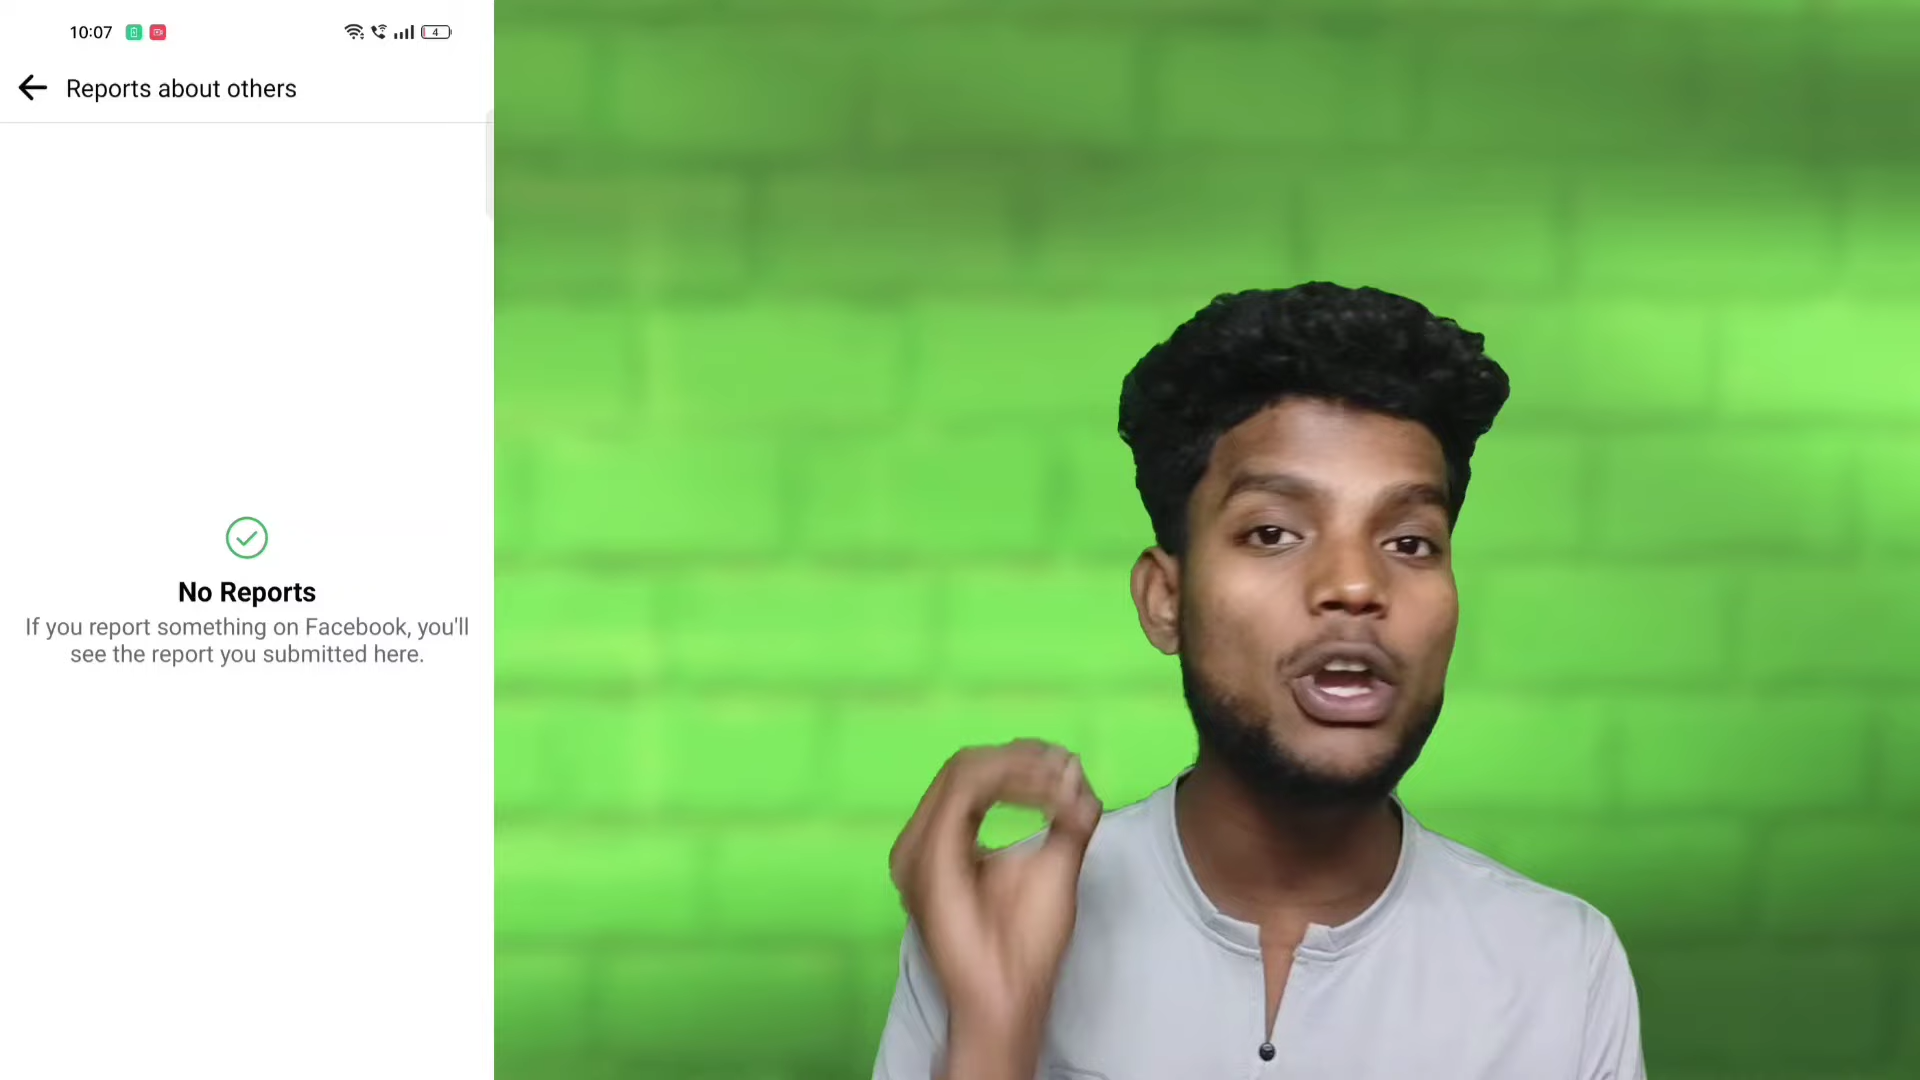 10:07
4
Reports about others
No Reports
If you report something on Facebook, you'll
see the report you submitted here.